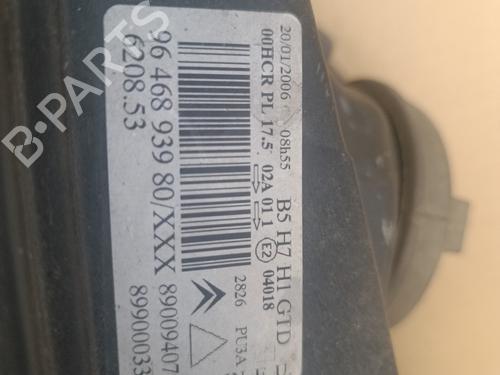 20/01/2006 08h55
00HCR PL 17.5 02A 01.1 E2 04018
B5 H7 H1 GTD
96 468 939 80/XXX
6208.53
2826 PU3A
89009407
89900033
B-PARTS